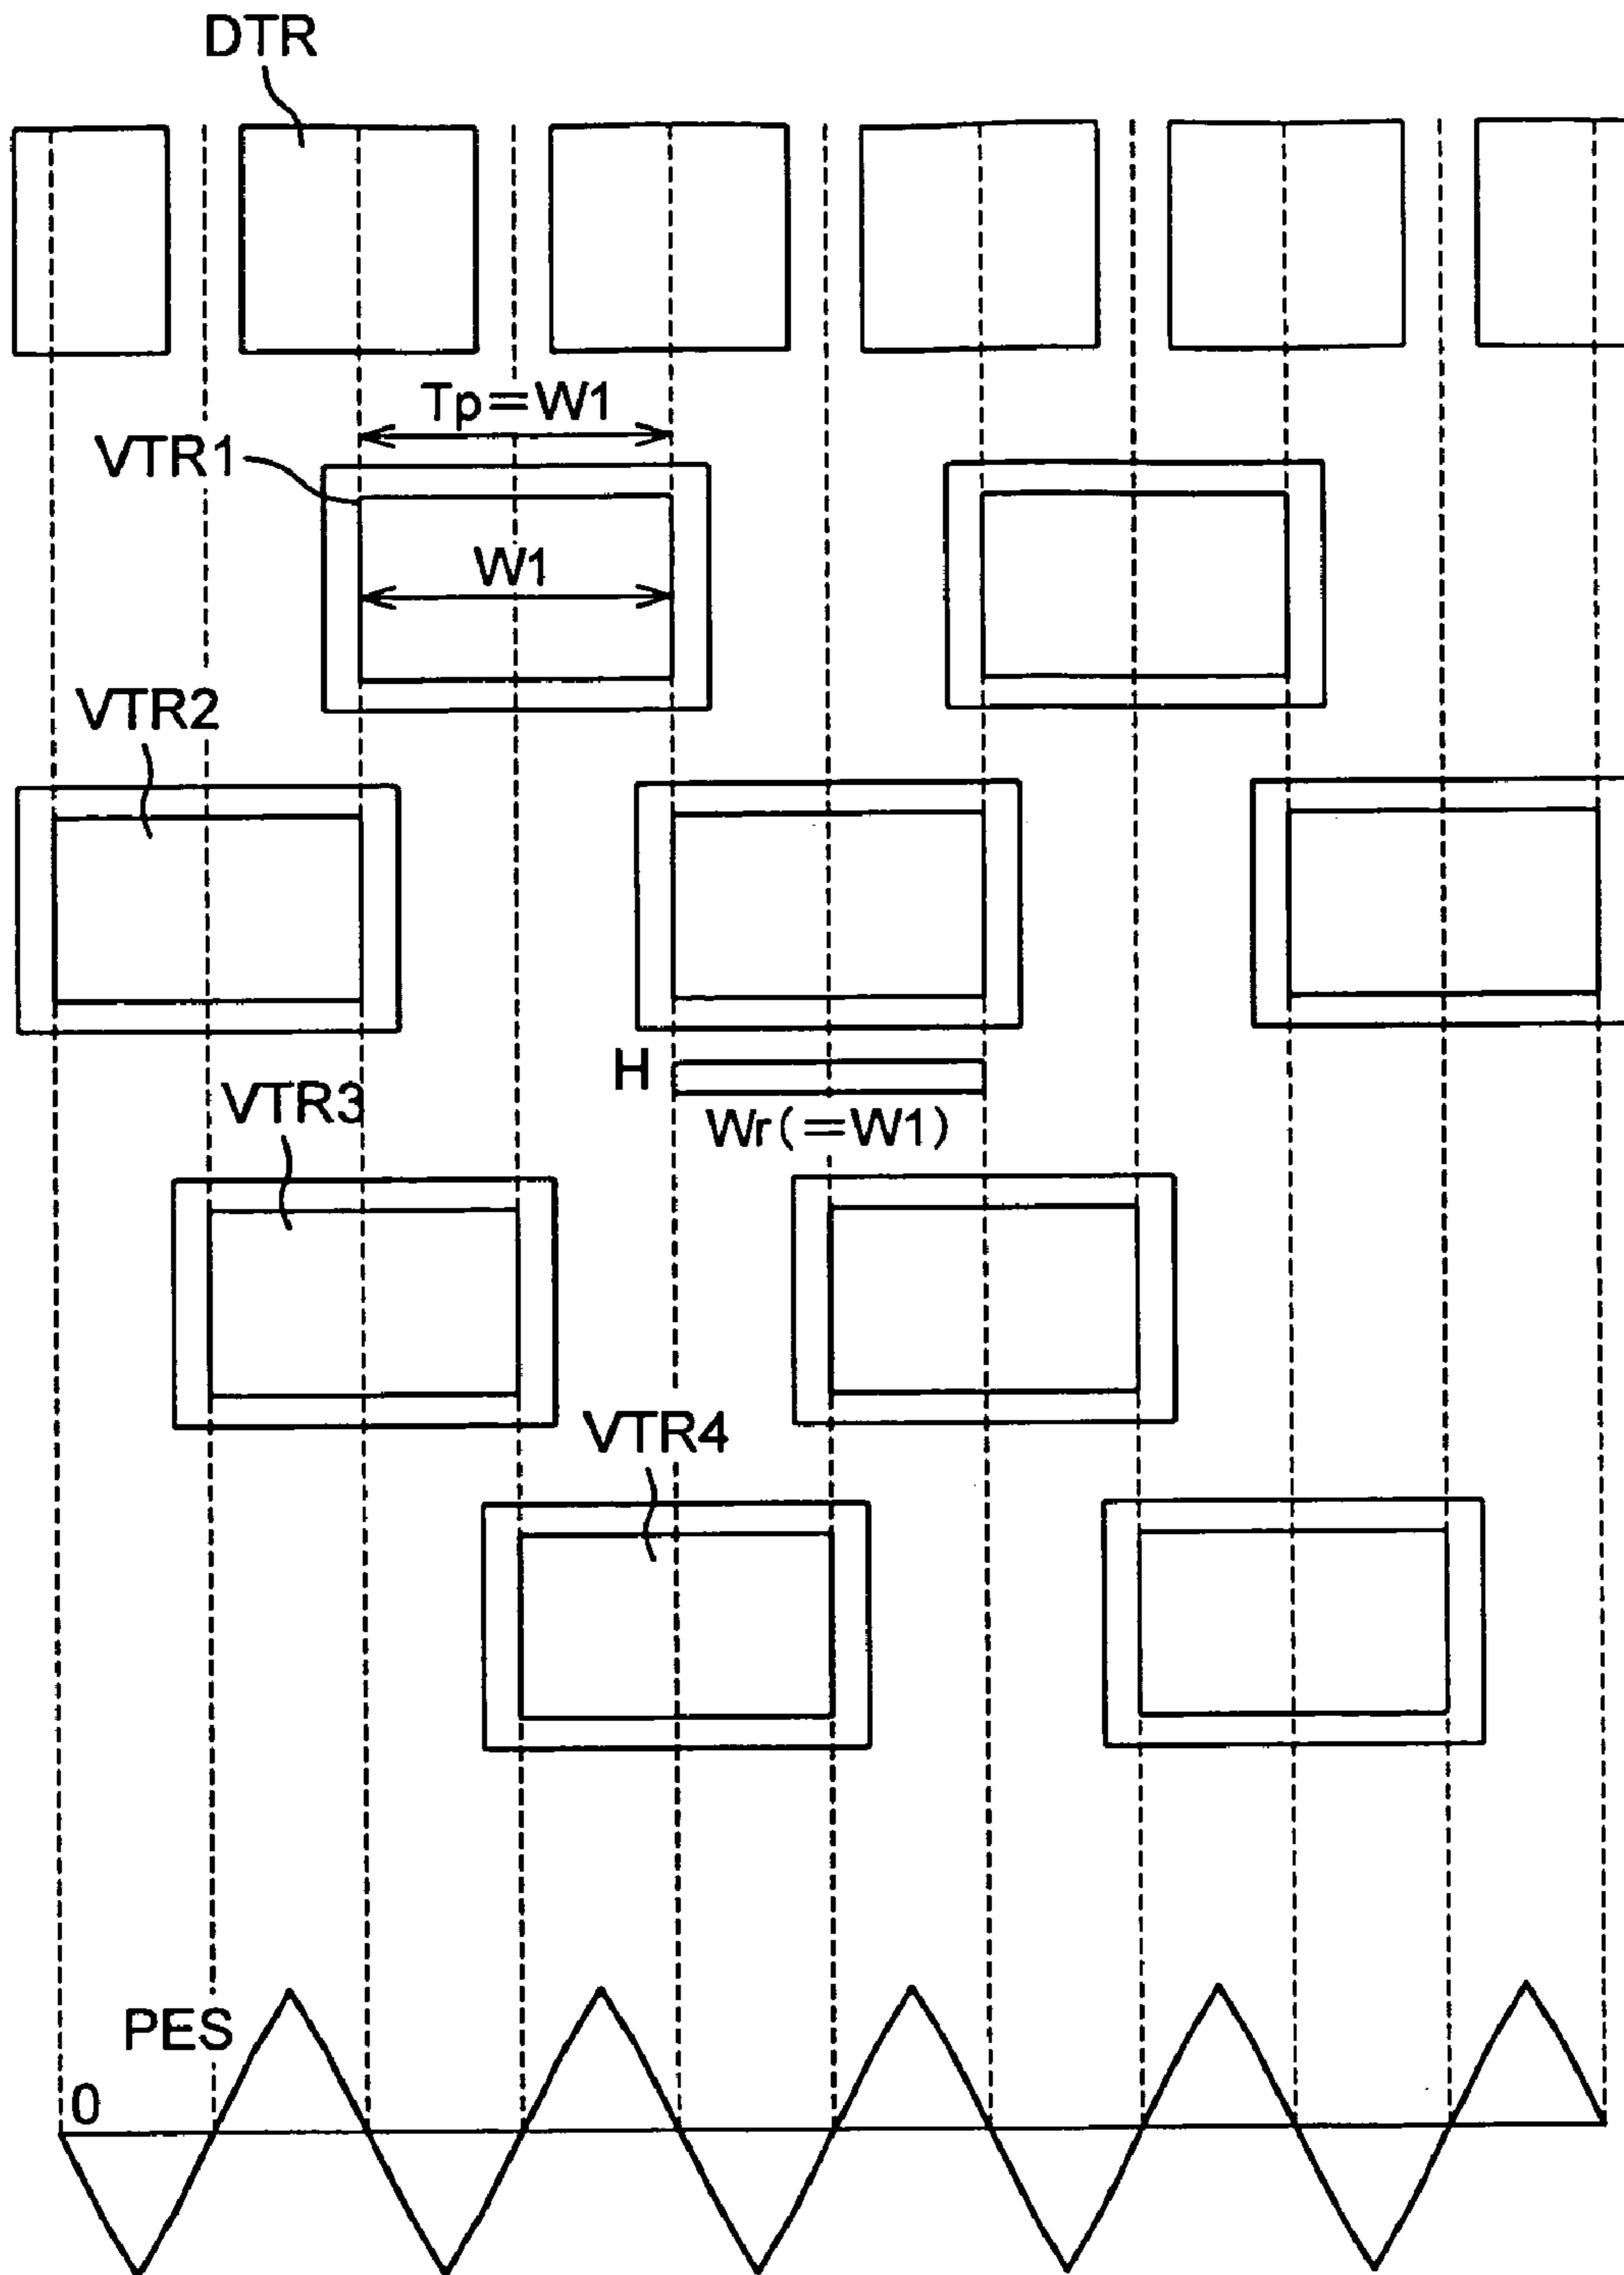 DTR
Tp=W1
VTR1
W1
VTR2
H
Wr(=W1)
VTR3
VTR4
PES
0